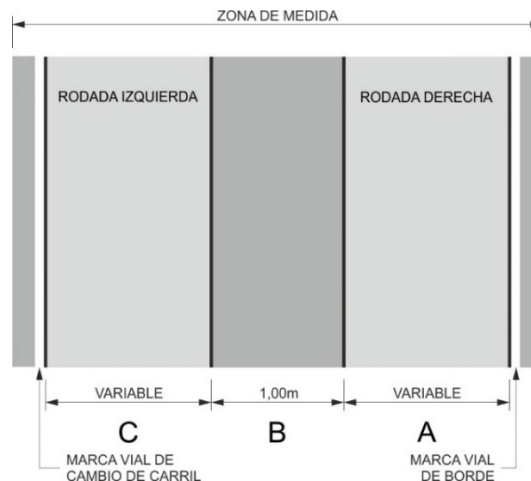 ZONA DE MEDIDA
RODADA IZQUIERDA
RODADA DERECHA
VARIABLE
1,00m
VARIABLE
C
B
A
MARCA VIAL DE
CAMBIO DE CARRIL
MARCA VIAL
DE BORDE